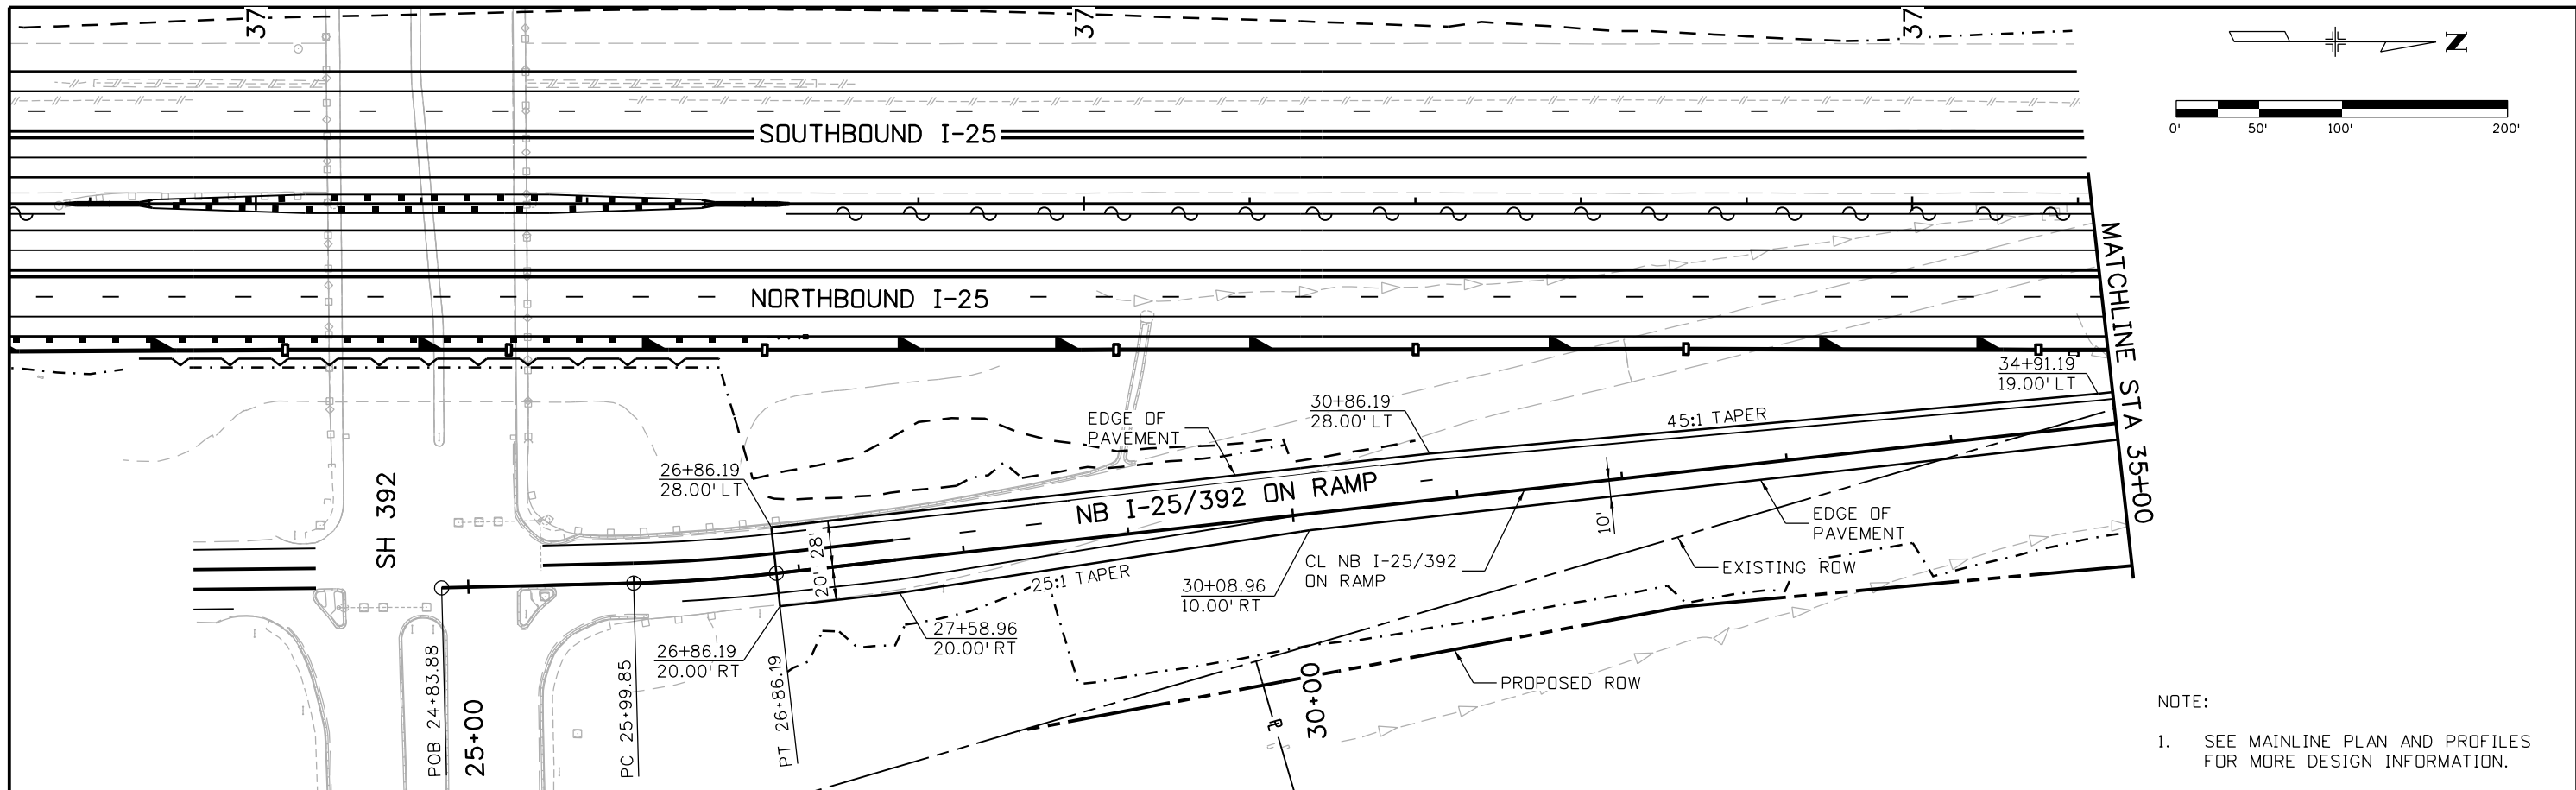 37
37
37
N
0'
50'
100'
200'
SOUTHBOUND I-25
NORTHBOUND I-25
MATCHLINE STA 35+00
34+91.19
19.00' LT
30+86.19
28.00' LT
45:1 TAPER
EDGE OF
PAVEMENT
26+86.19
28.00' LT
NB I-25/392 ON RAMP
SH 392
28'
20'
10'
EDGE OF
PAVEMENT
25:1 TAPER
CL NB I-25/392
ON RAMP
EXISTING ROW
30+08.96
10.00' RT
27+58.96
20.00' RT
26+86.19
20.00' RT
POB 24+83.88
25+00
PC 25+99.85
PT 26+86.19
30+00
PROPOSED ROW
NOTE:
1. SEE MAINLINE PLAN AND PROFILES
FOR MORE DESIGN INFORMATION.